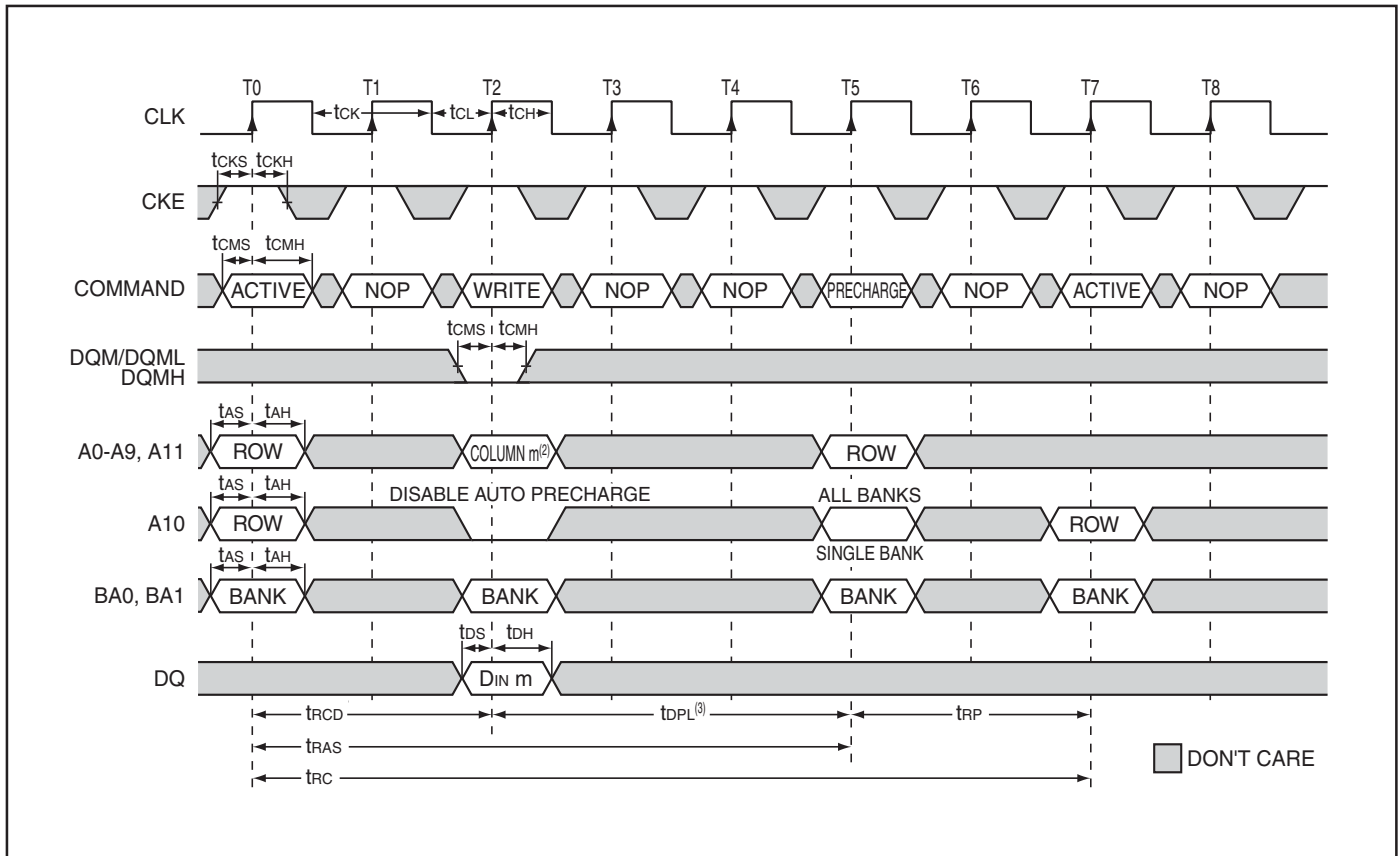 T0 T1 T2 T3 T4 T5 T6 T7 T8
CLK
tCK tCL tCH
tCKS tCKH
CKE
tCMS tCMH
COMMAND ACTIVE NOP WRITE NOP NOP PRECHARGE NOP ACTIVE NOP
tCMS tCMH
DQM/DQML
DQMH
tAS tAH
A0-A9, A11 ROW COLUMN m(2) ROW
tAS tAH DISABLE AUTO PRECHARGE ALL BANKS
A10 ROW ROW
tAS tAH SINGLE BANK
BA0, BA1 BANK BANK BANK BANK
tDS tDH
DQ DIN m
tRCD tDPL(3) tRP
tRAS
tRC
DON'T CARE